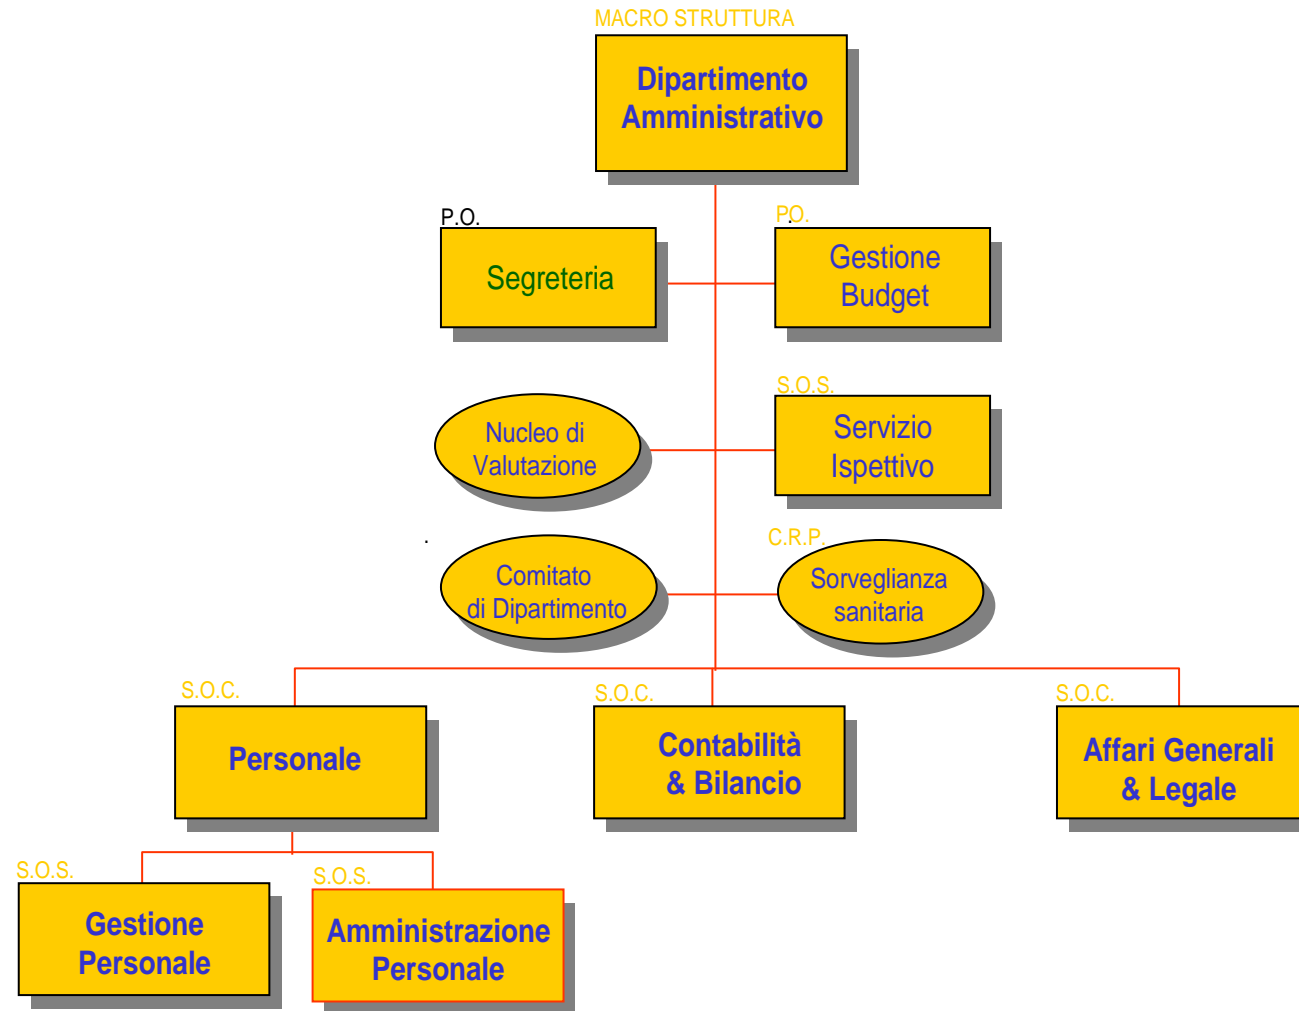 MACRO STRUTTURA
Dipartimento
Amministrativo
P.O.
Segreteria
P.O.
Gestione
Budget
Nucleo di
Valutazione
S.O.S.
Servizio
Ispettivo
.
Comitato
di Dipartimento
C.R.P.
Sorveglianza
sanitaria
S.O.C.
Personale
S.O.C.
Contabilità
& Bilancio
S.O.C.
Affari Generali
& Legale
S.O.S.
Gestione
Personale
S.O.S.
Amministrazione
Personale